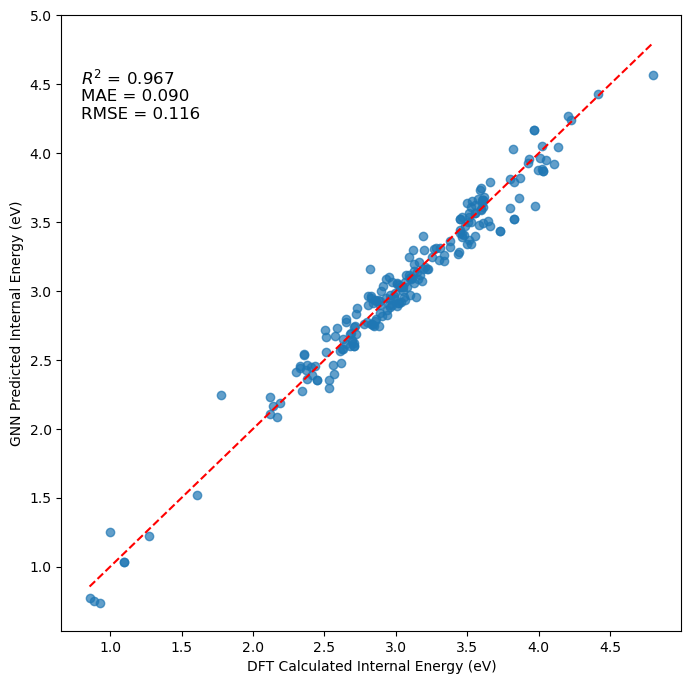 5.0
4.5
4.0
3.5
3.0
2.5
2.0
1.5
1.0
GNN Predicted Internal Energy (eV)
R² = 0.967
MAE = 0.090
RMSE = 0.116
1.0 1.5 2.0 2.5 3.0 3.5 4.0 4.5
DFT Calculated Internal Energy (eV)